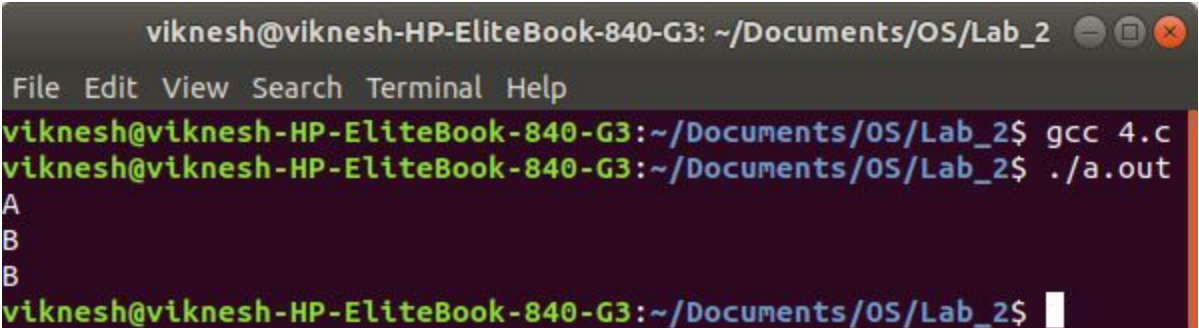 viknesh@viknesh-HP-EliteBook-840-G3: ~/Documents/OS/Lab_2
File Edit View Search Terminal Help
viknesh@viknesh-HP-EliteBook-840-G3:~/Documents/OS/Lab_2$ gcc 4.c
viknesh@viknesh-HP-EliteBook-840-G3:~/Documents/OS/Lab_2$ ./a.out
A
B
B
viknesh@viknesh-HP-EliteBook-840-G3:~/Documents/OS/Lab_2$